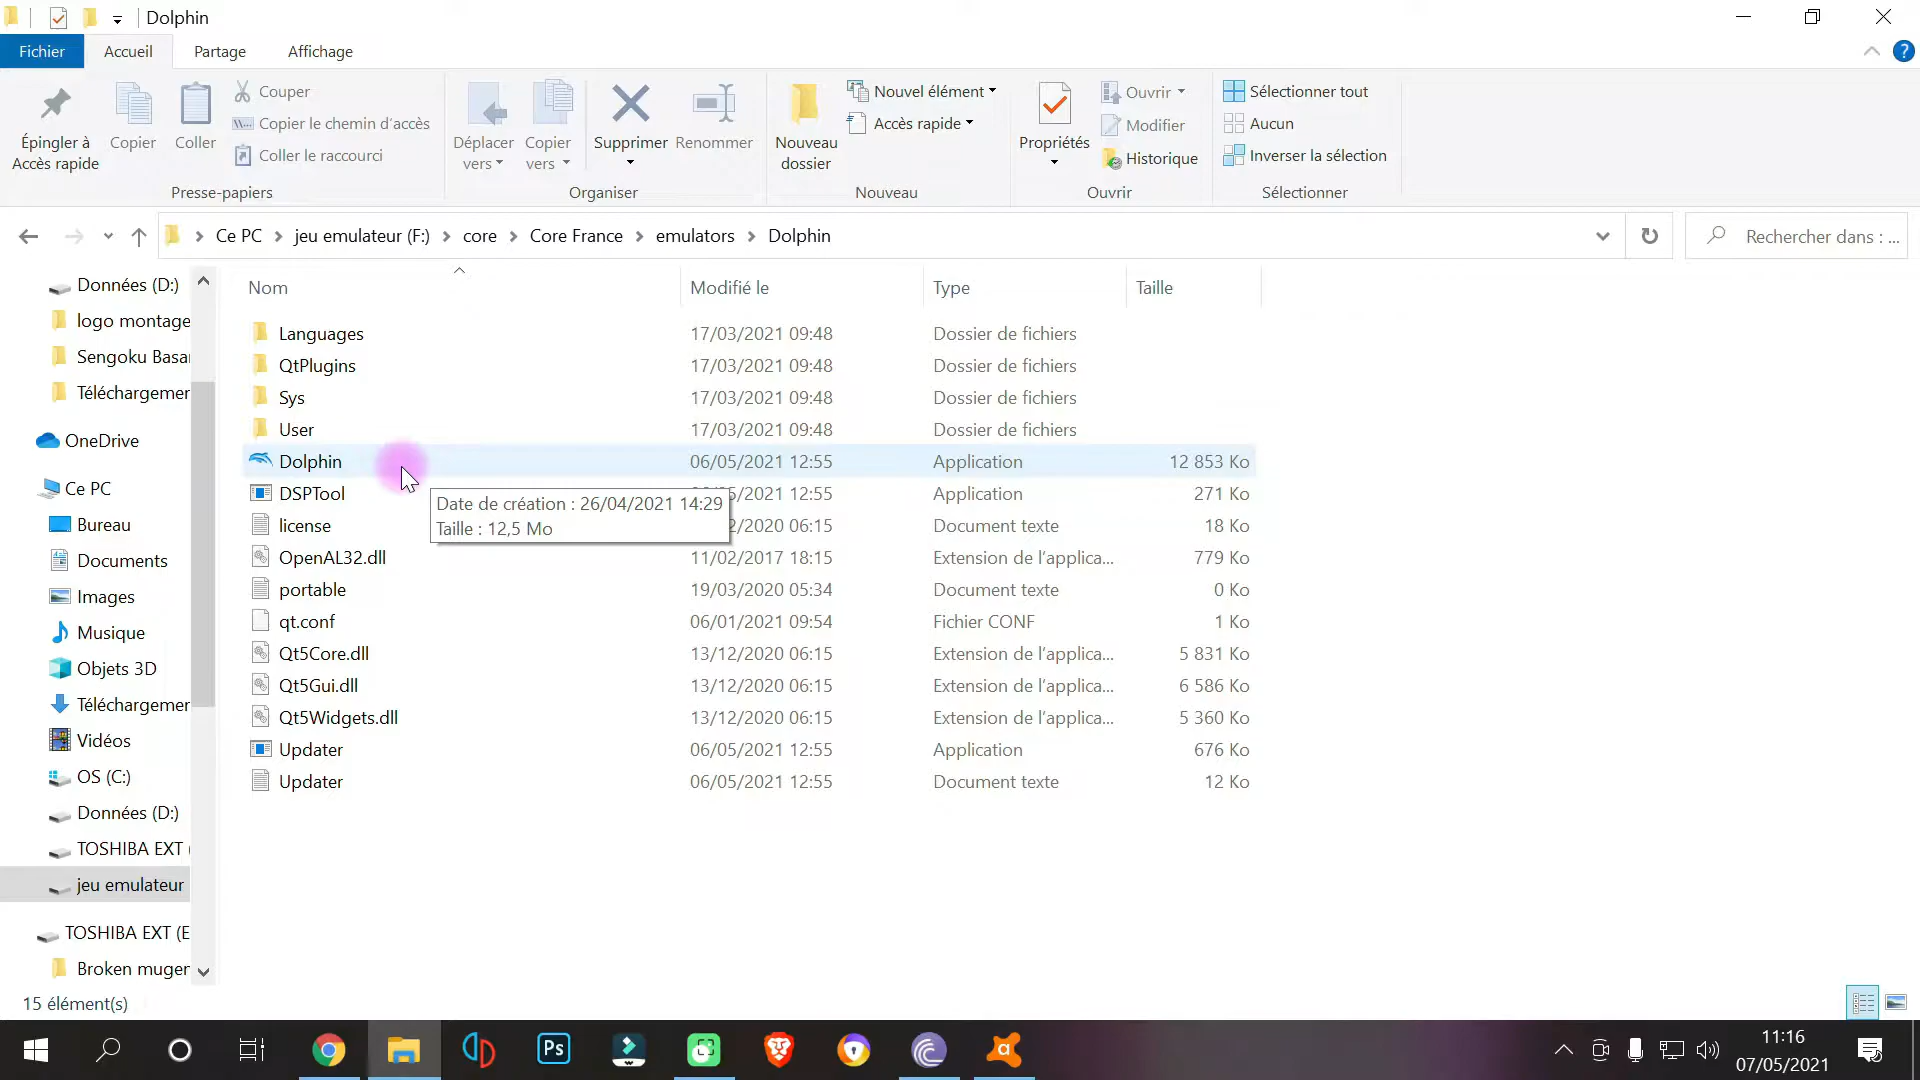 Dolphin
Fichier
Accueil
Partage
Affichage
Épingler à
Accès rapide
Copier
Coller
Couper
Copier le chemin d'accès
Coller le raccourci
Presse-papiers
Déplacer
vers
Copier
vers
Supprimer
Renommer
Organiser
Nouveau
dossier
Nouvel élément
Accès rapide
Nouveau
Propriétés
Ouvrir
Modifier
Historique
Ouvrir
Sélectionner tout
Aucun
Inverser la sélection
Sélectionner
Ce PC > jeu emulateur (F:) > core > Core France > emulators > Dolphin
Rechercher dans : ...
Données (D:)
logo montage
Sengoku Basar
Téléchargemer
OneDrive
Ce PC
Bureau
Documents
Images
Musique
Objets 3D
Téléchargemer
Vidéos
OS (C:)
Données (D:)
TOSHIBA EXT (
jeu emulateur
TOSHIBA EXT (E
Broken muger
Nom Modifié le Type Taille
Languages 17/03/2021 09:48 Dossier de fichiers
QtPlugins 17/03/2021 09:48 Dossier de fichiers
Sys 17/03/2021 09:48 Dossier de fichiers
User 17/03/2021 09:48 Dossier de fichiers
Dolphin 06/05/2021 12:55 Application 12 853 Ko
DSPTool 12:55 Application 271 Ko
Date de création : 26/04/2021 14:29
Taille : 12,5 Mo
license 06:15 Document texte 18 Ko
OpenAL32.dll 11/02/2017 18:15 Extension de l'applica... 779 Ko
portable 19/03/2020 05:34 Document texte 0 Ko
qt.conf 06/01/2021 09:54 Fichier CONF 1 Ko
Qt5Core.dll 13/12/2020 06:15 Extension de l'applica... 5 831 Ko
Qt5Gui.dll 13/12/2020 06:15 Extension de l'applica... 6 586 Ko
Qt5Widgets.dll 13/12/2020 06:15 Extension de l'applica... 5 360 Ko
Updater 06/05/2021 12:55 Application 676 Ko
Updater 06/05/2021 12:55 Document texte 12 Ko
15 élément(s)
Ps
11:16
07/05/2021